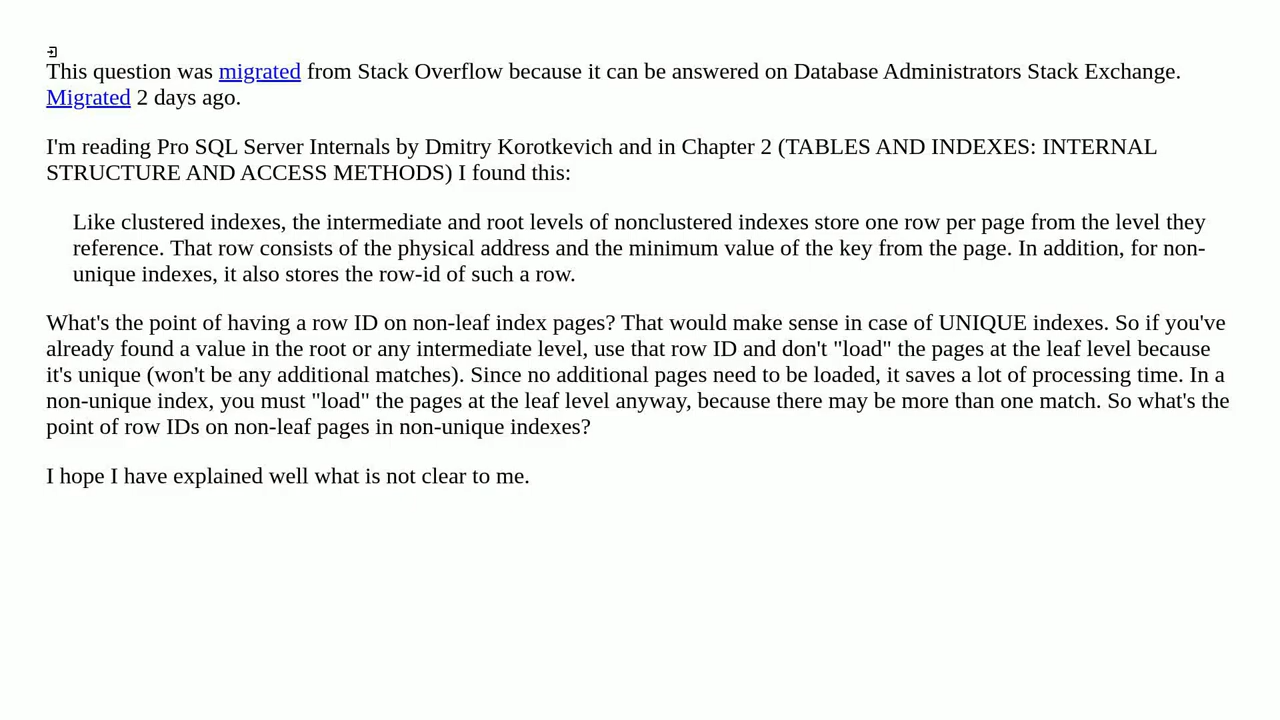 This question was migrated from Stack Overflow because it can be answered on Database Administrators Stack Exchange.
Migrated 2 days ago.
I'm reading Pro SQL Server Internals by Dmitry Korotkevich and in Chapter 2 (TABLES AND INDEXES: INTERNAL
STRUCTURE AND ACCESS METHODS) I found this:
Like clustered indexes, the intermediate and root levels of nonclustered indexes store one row per page from the level they
reference. That row consists of the physical address and the minimum value of the key from the page. In addition, for non-
unique indexes, it also stores the row-id of such a row.
What's the point of having a row ID on non-leaf index pages? That would make sense in case of UNIQUE indexes. So if you've
already found a value in the root or any intermediate level, use that row ID and don't "load" the pages at the leaf level because
it's unique (won't be any additional matches). Since no additional pages need to be loaded, it saves a lot of processing time. In a
non-unique index, you must "load" the pages at the leaf level anyway, because there may be more than one match. So what's the
point of row IDs on non-leaf pages in non-unique indexes?
I hope I have explained well what is not clear to me.